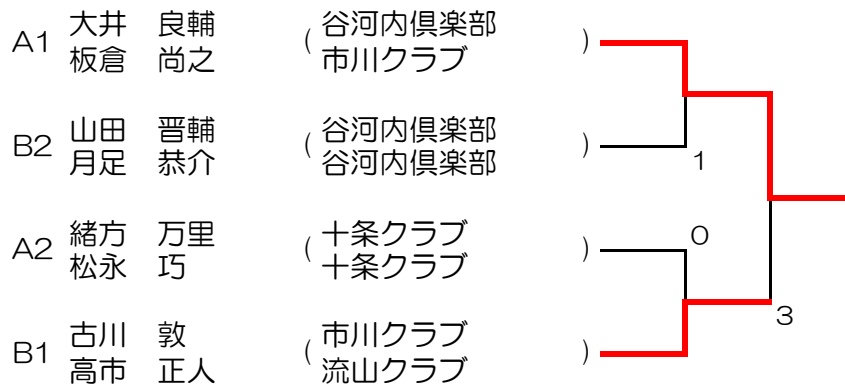 A1 大井 良輔 ( 谷河内倶楽部 )
板倉 尚之 市川クラブ
B2 山田 晋輔 ( 谷河内倶楽部 )
月足 恭介 谷河内倶楽部
1
A2 緒方 万里 ( 十条クラブ )
松永 巧 十条クラブ
0
B1 古川 敦 ( 市川クラブ )
高市 正人 流山クラブ
3